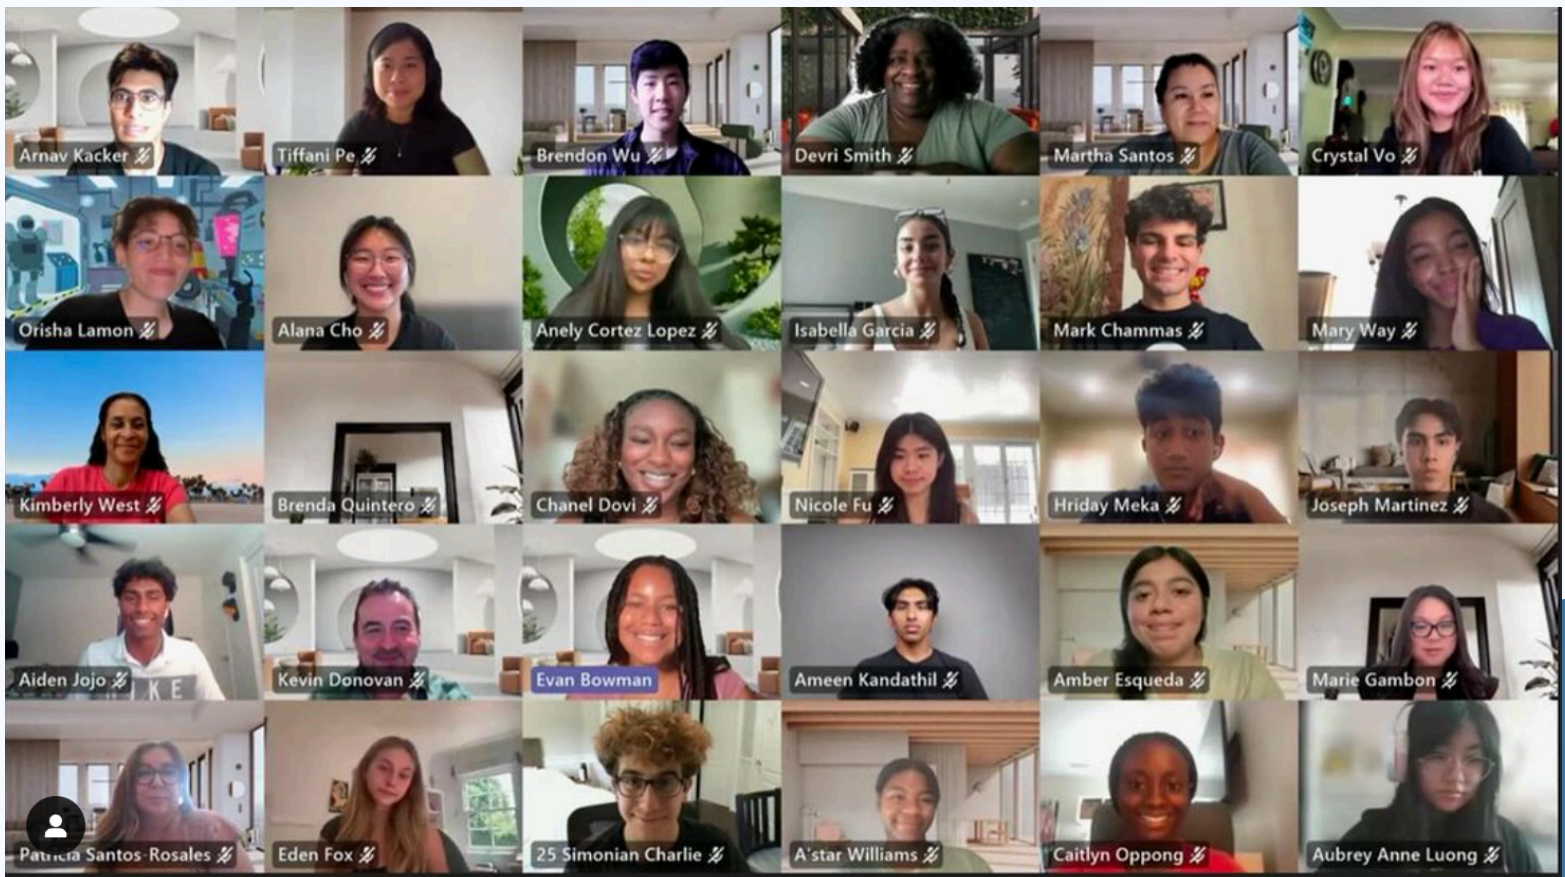 Arnav Kacker
Tiffani Pe
Brendon Wu
Devri Smith
Martha Santos
Crystal Vo
Orisha Lamon
Alana Cho
Anely Cortez Lopez
Isabella Garcia
Mark Chammas
Mary Way
Kimberly West
Brenda Quintero
Chanel Dovi
Nicole Fu
Hriday Meka
Joseph Martinez
NIKE
Aiden Jojo
Kevin Donovan
Evan Bowman
Ameen Kandathil
Amber Esqueda
Marie Gambon
Patricia Santos-Rosales
Eden Fox
25 Simonian Charlie
A'star Williams
Caitlyn Oppong
Aubrey Anne Luong